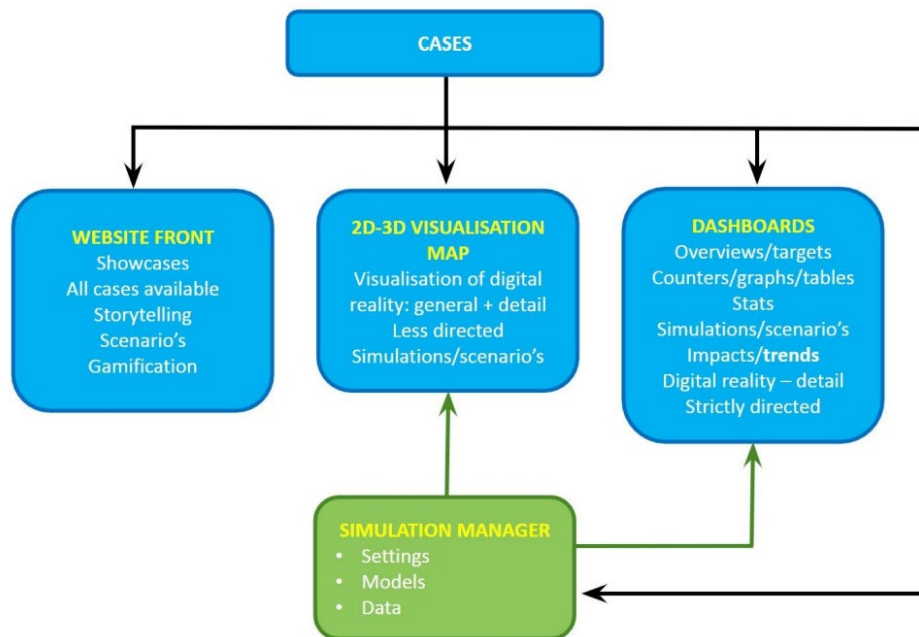 CASES
WEBSITE FRONT
Showcases
All cases available
Storytelling
Scenario's
Gamification
2D-3D VISUALISATION
MAP
Visualisation of digital
reality: general + detail
Less directed
Simulations/scenario's
DASHBOARDS
Overviews/targets
Counters/graphs/tables
Stats
Simulations/scenario's
Impacts/trends
Digital reality – detail
Strictly directed
SIMULATION MANAGER
• Settings
• Models
• Data